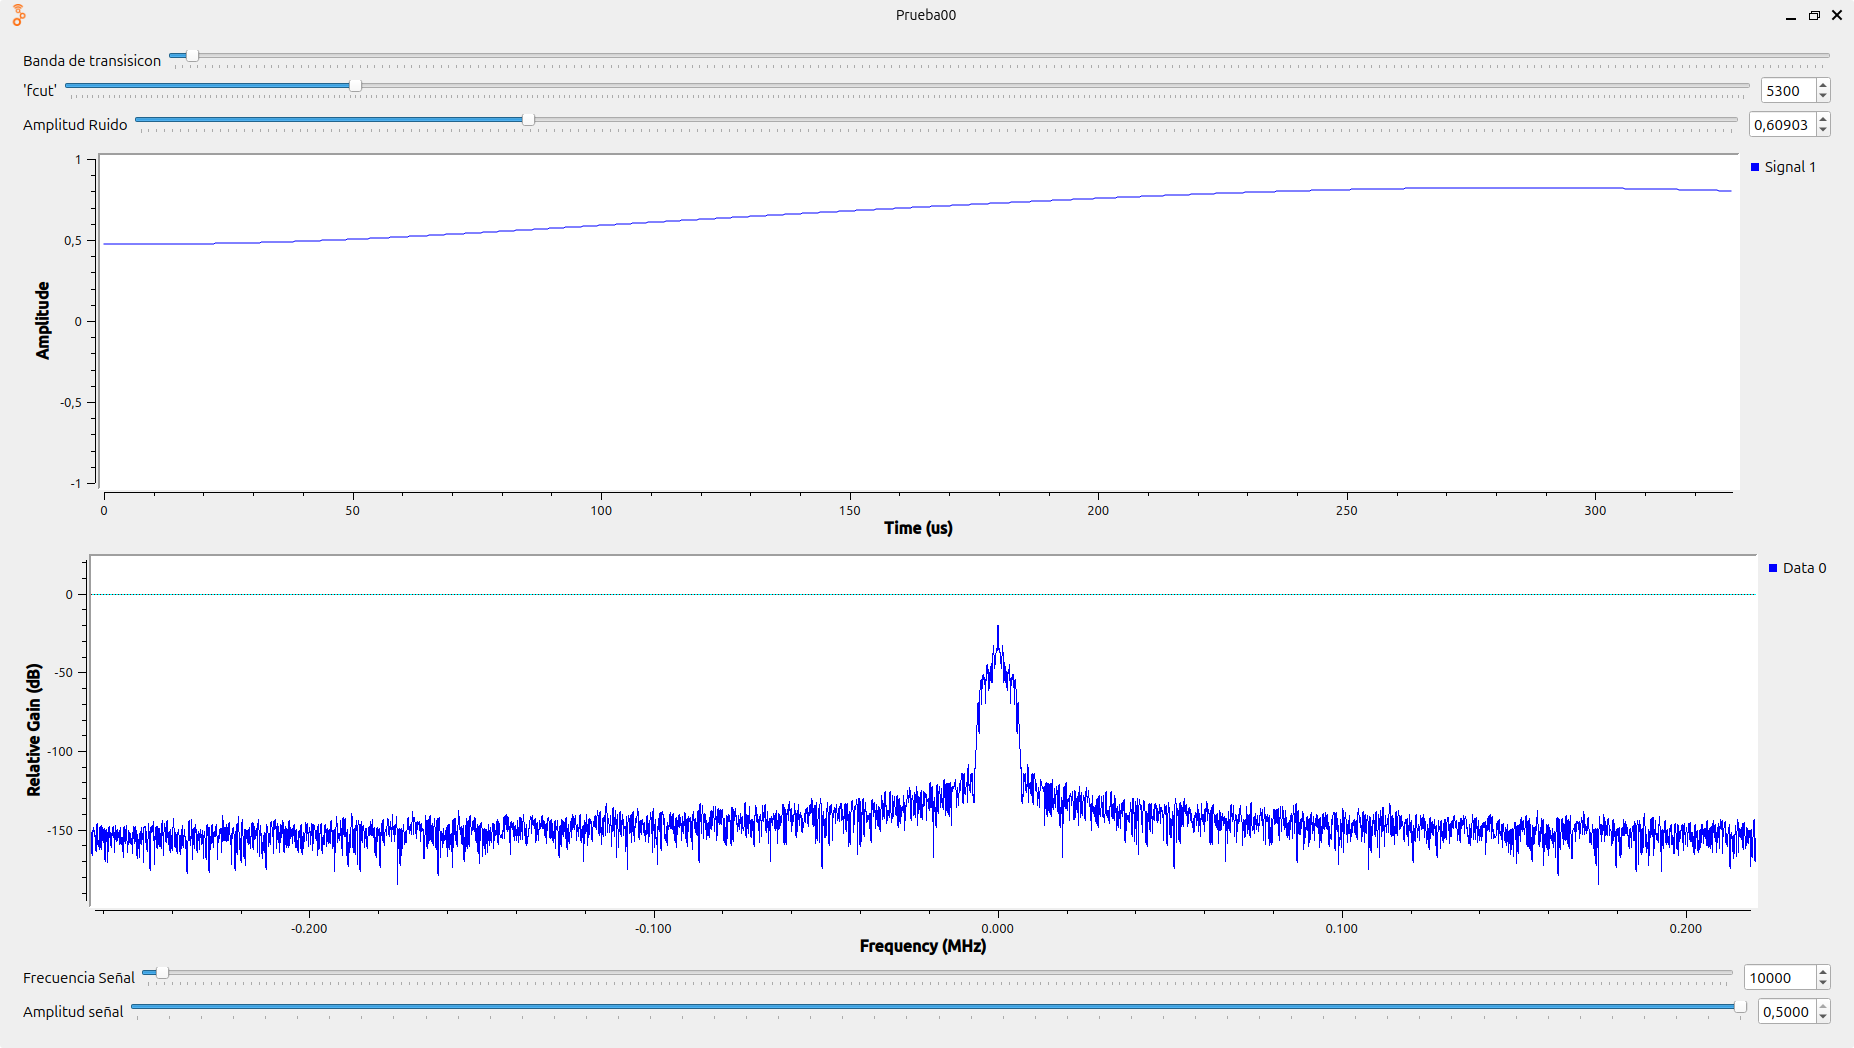 Prueba00
Banda de transisicon
'fcut' 5300
Amplitud Ruido 0,60903
1
0,5
0
-0,5
-1
Amplitude
Signal 1
0 50 100 150 200 250 300
Time (us)
0
-50
-100
-150
Relative Gain (dB)
Data 0
-0.200 -0.100 0.000 0.100 0.200
Frequency (MHz)
Frecuencia Señal 10000
Amplitud señal 0,5000